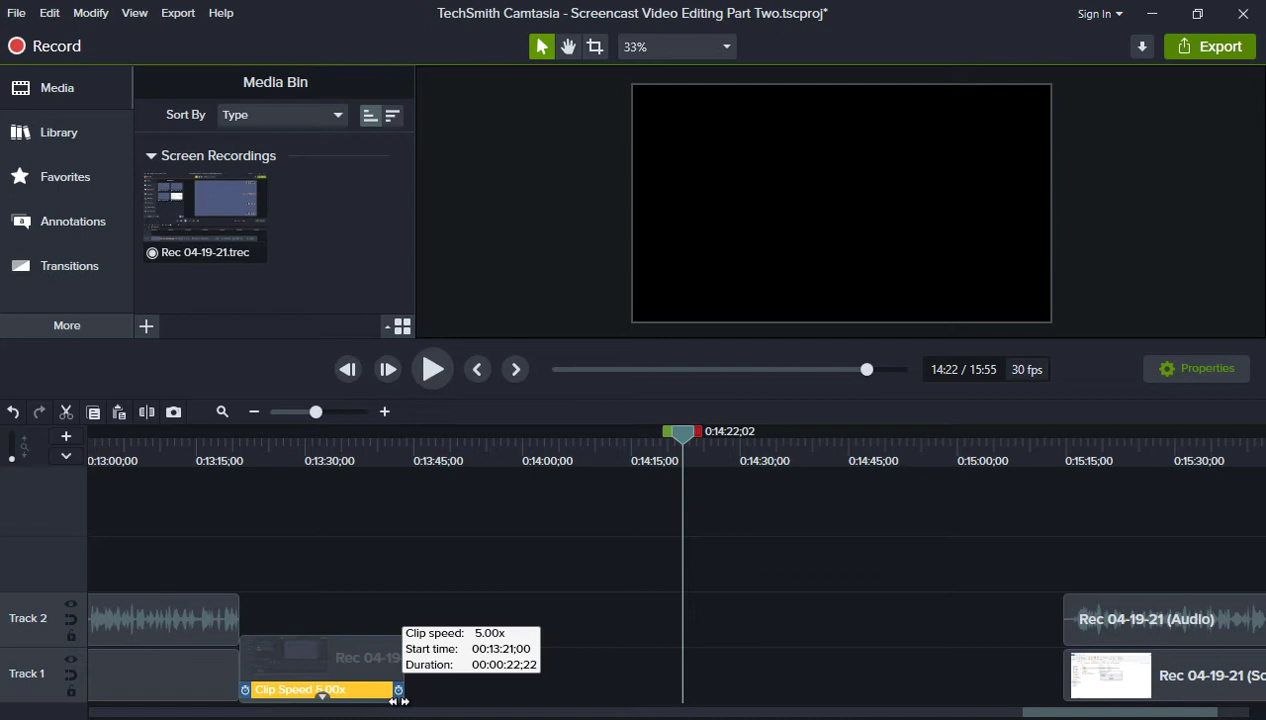 File Edit Modify View Export Help
TechSmith Camtasia - Screencast Video Editing Part Two.tscproj*
Sign In
Record
33%
Export
Media
Media Bin
Sort By
Type
Library
Screen Recordings
Favorites
Annotations
Rec 04-19-21.trec
Transitions
More
14:22 / 15:55
30 fps
Properties
0:14:22;02
0:13:00;00 0:13:15;00 0:13:30;00 0:13:45;00 0:14:00;00 0:14:15;00 0:14:30;00 0:14:45;00 0:15:00;00 0:15:15;00 0:15:30;00
Track 2
Rec 04-19-21 (Audio)
Clip speed: 5.00x
Start time: 00:13:21;00
Duration: 00:00:22;22
Rec 04-19
Track 1
Rec 04-19-21 (Sc
Clip Speed 5.00x